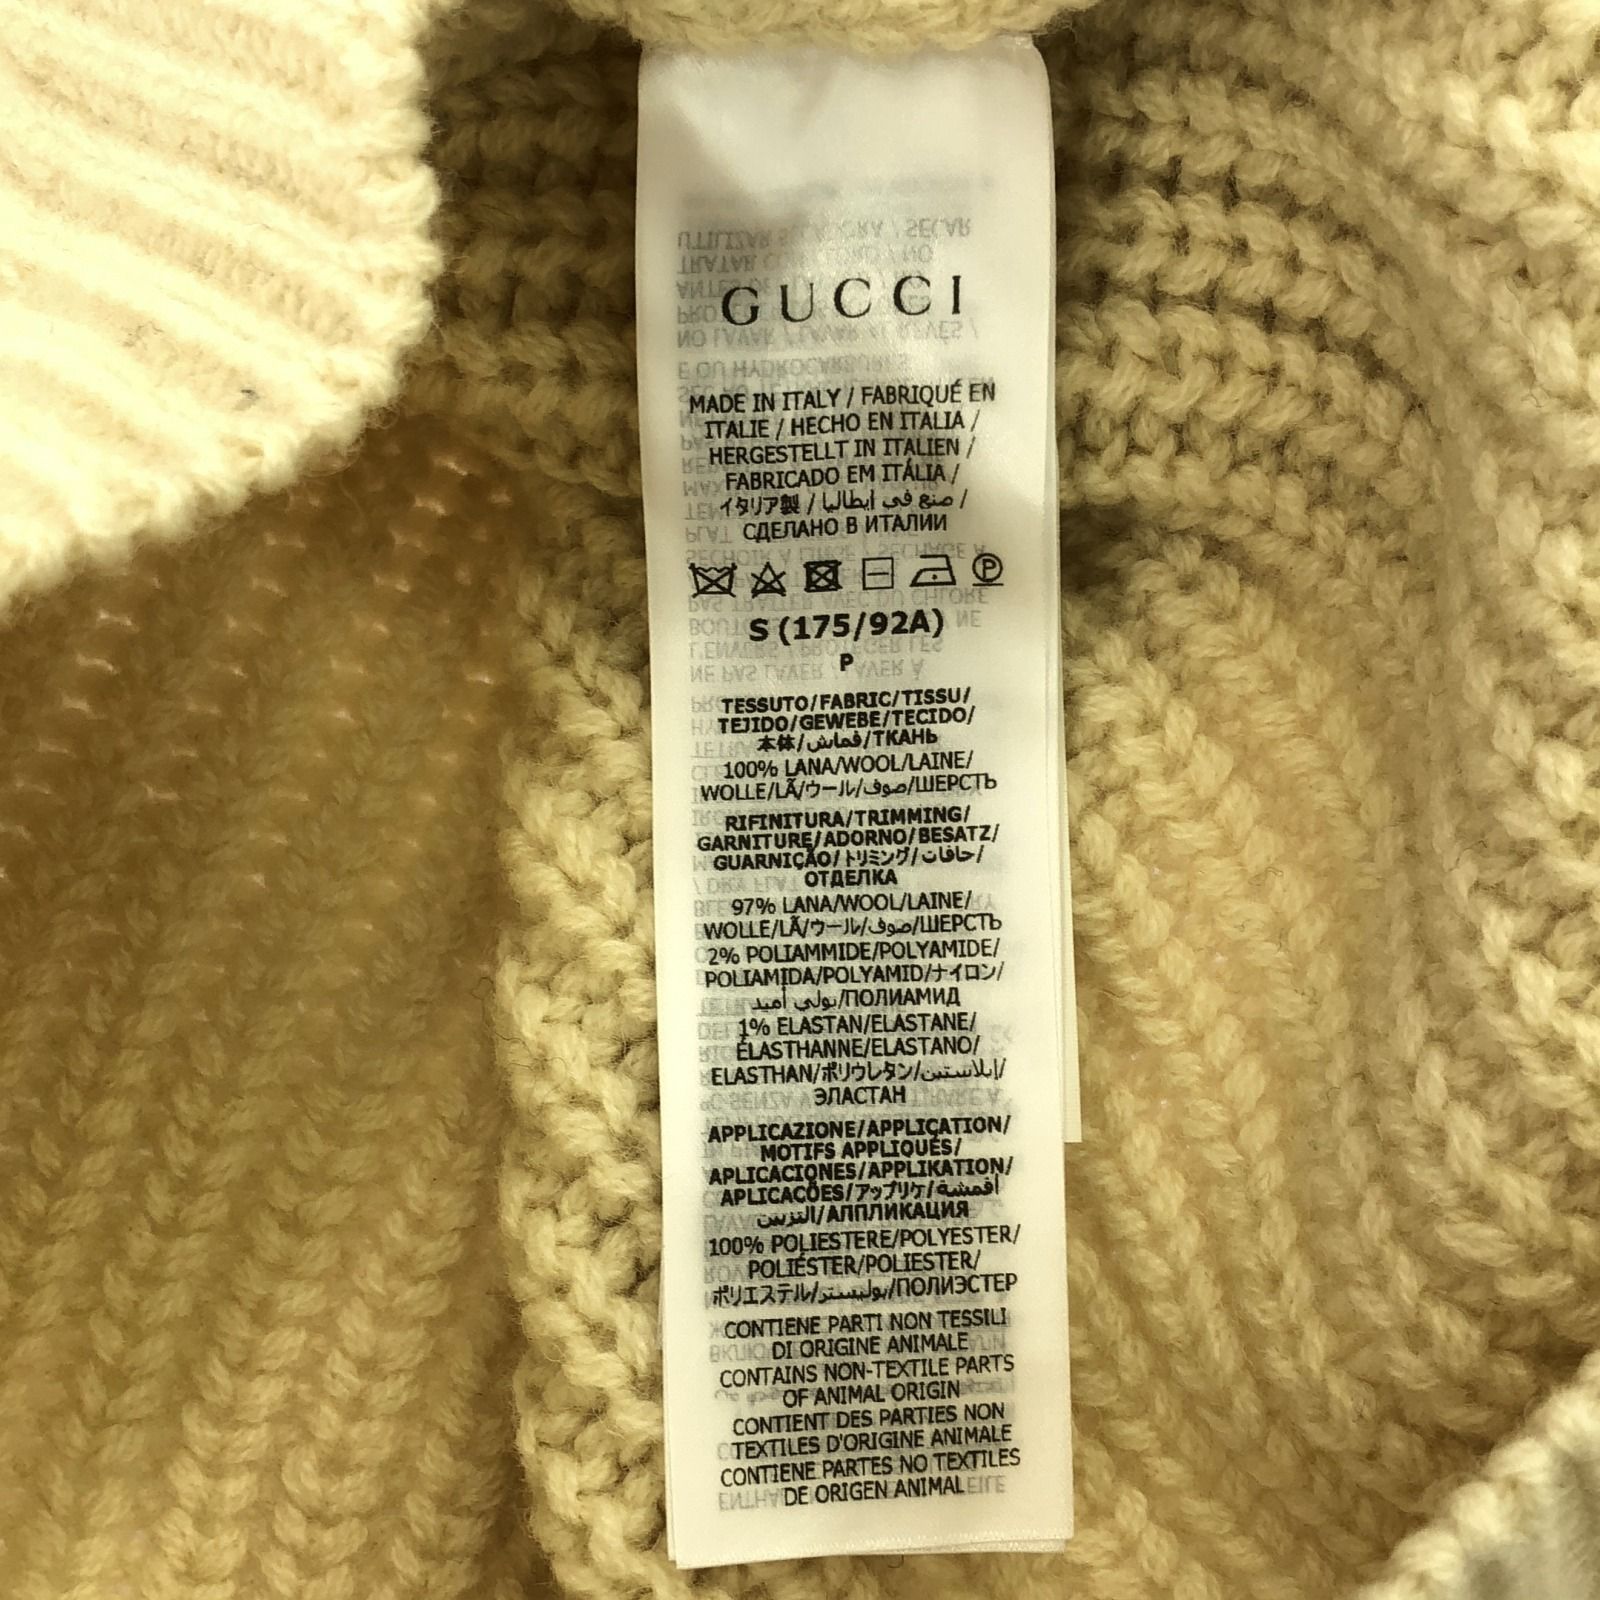 GUCCI
MADE IN ITALY / FABRIQUÉ EN
ITALIE / HECHO EN ITALIA /
HERGESTELLT IN ITALIEN /
FABRICADO EM ITÁLIA /
イタリア製 / صنع في ايطاليا /
СДЕЛАНО В ИТАЛИИ
P
S (175/92A)
P
TESSUTO/FABRIC/TISSU/
TEJIDO/GEWEBE/TECIDO/
本体/قماش/ТКАНЬ
100% LANA/WOOL/LAINE/
WOLLE/LÃ/ウール/صوف/ШЕРСТЬ
RIFINITURA/TRIMMING/
GARNITURE/ADORNO/BESATZ/
GUARNIÇÃO/トリミング/حافات/
ОТДЕЛКА
97% LANA/WOOL/LAINE/
WOLLE/LÃ/ウール/صوف/ШЕРСТЬ
2% POLIAMMIDE/POLYAMIDE/
POLIAMIDA/POLYAMID/ナイロン/
بولي أميد/ПОЛИАМИД
1% ELASTAN/ELASTANE/
ÉLASTHANNE/ELASTANO/
ELASTHAN/ポリウレタン/إيلاستين/
ЭЛАСТАН
APPLICAZIONE/APPLICATION/
MOTIFS APPLIQUÉS/
APLICACIONES/APPLIKATION/
APLICAÇÕES/アップリケ/أقمشة
التزيين/АППЛИКАЦИЯ
100% POLIESTERE/POLYESTER/
POLIÉSTER/POLIESTER/
ポリエステル/بوليستر/ПОЛИЭСТЕР
CONTIENE PARTI NON TESSILI
DI ORIGINE ANIMALE
CONTAINS NON-TEXTILE PARTS
OF ANIMAL ORIGIN
CONTIENT DES PARTIES NON
TEXTILES D'ORIGINE ANIMALE
CONTIENE PARTES NO TEXTILES
DE ORIGEN ANIMAL